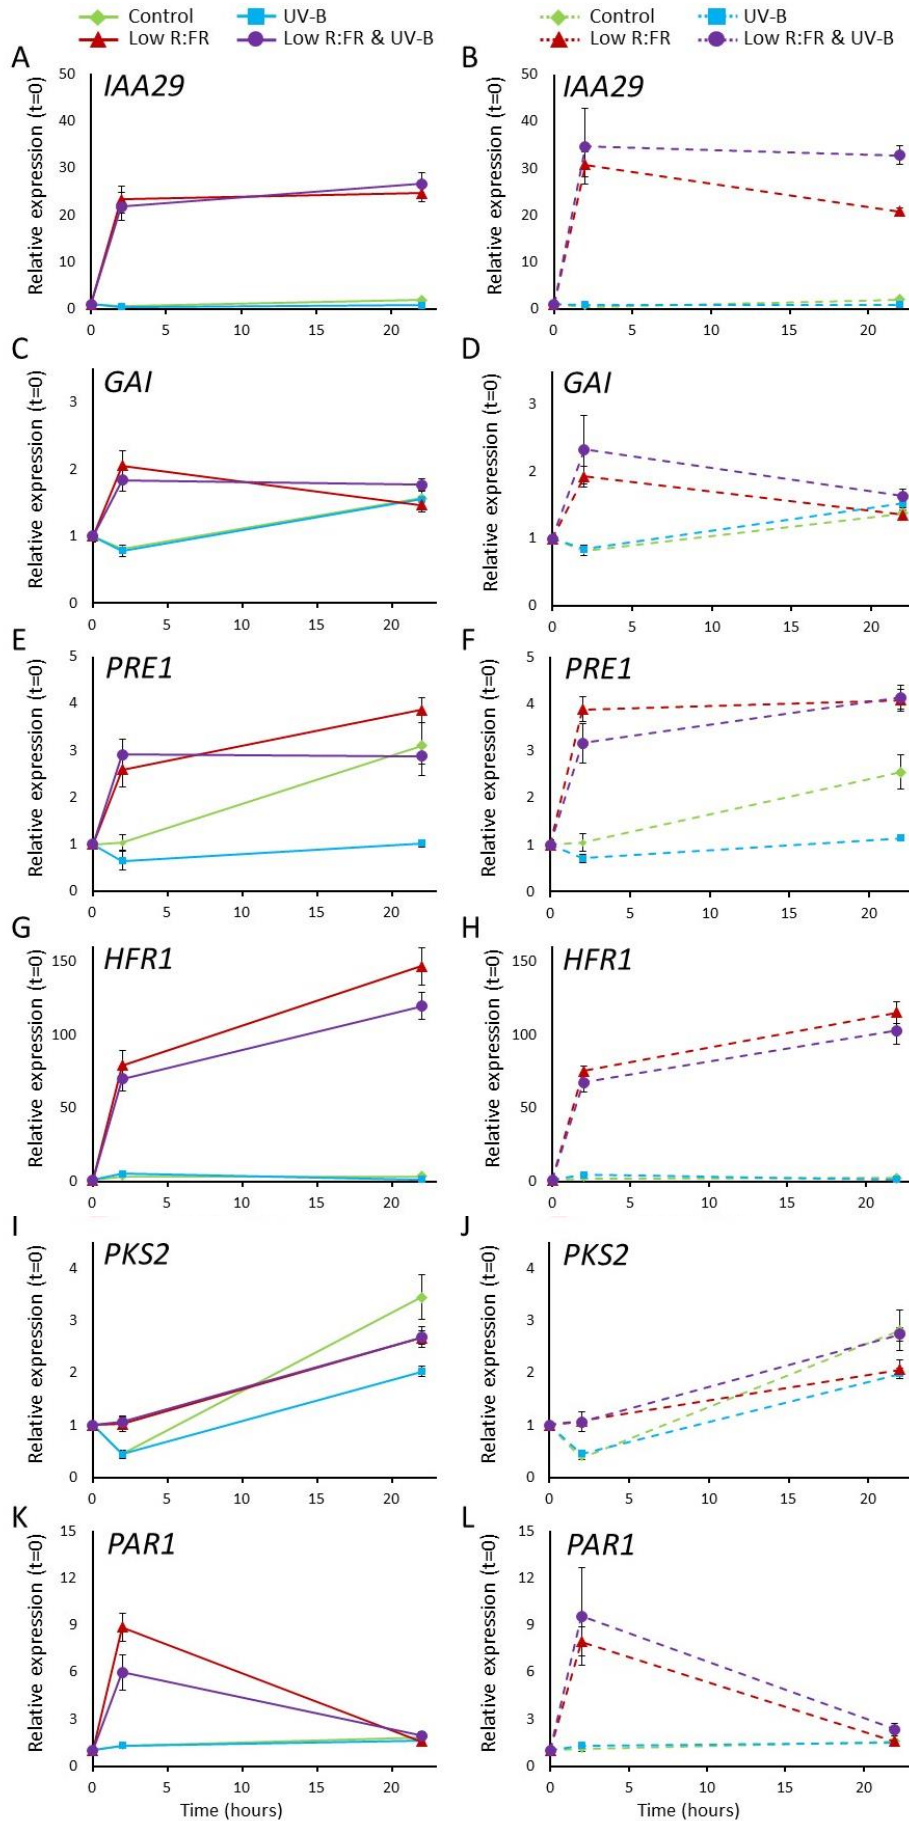 Control UV-B
Low R:FR Low R:FR & UV-B
Control UV-B
Low R:FR Low R:FR & UV-B
A
IAA29
Relative expression (t=0)
50
40
30
20
10
0
0 5 10 15 20
B
IAA29
Relative expression (t=0)
50
40
30
20
10
0
0 5 10 15 20
C
GAI
Relative expression (t=0)
3
2
1
0
0 5 10 15 20
D
GAI
Relative expression (t=0)
3
2
1
0
0 5 10 15 20
E
PRE1
Relative expression (t=0)
5
4
3
2
1
0
0 5 10 15 20
F
PRE1
Relative expression (t=0)
5
4
3
2
1
0
0 5 10 15 20
G
HFR1
Relative expression (t=0)
150
100
50
0
0 5 10 15 20
H
HFR1
Relative expression (t=0)
150
100
50
0
0 5 10 15 20
I
PKS2
Relative expression (t=0)
4
3
2
1
0
0 5 10 15 20
J
PKS2
Relative expression (t=0)
4
3
2
1
0
0 5 10 15 20
K
PAR1
Relative expression (t=0)
15
12
9
6
3
0
0 5 10 15 20
Time (hours)
L
PAR1
Relative expression (t=0)
15
12
9
6
3
0
0 5 10 15 20
Time (hours)